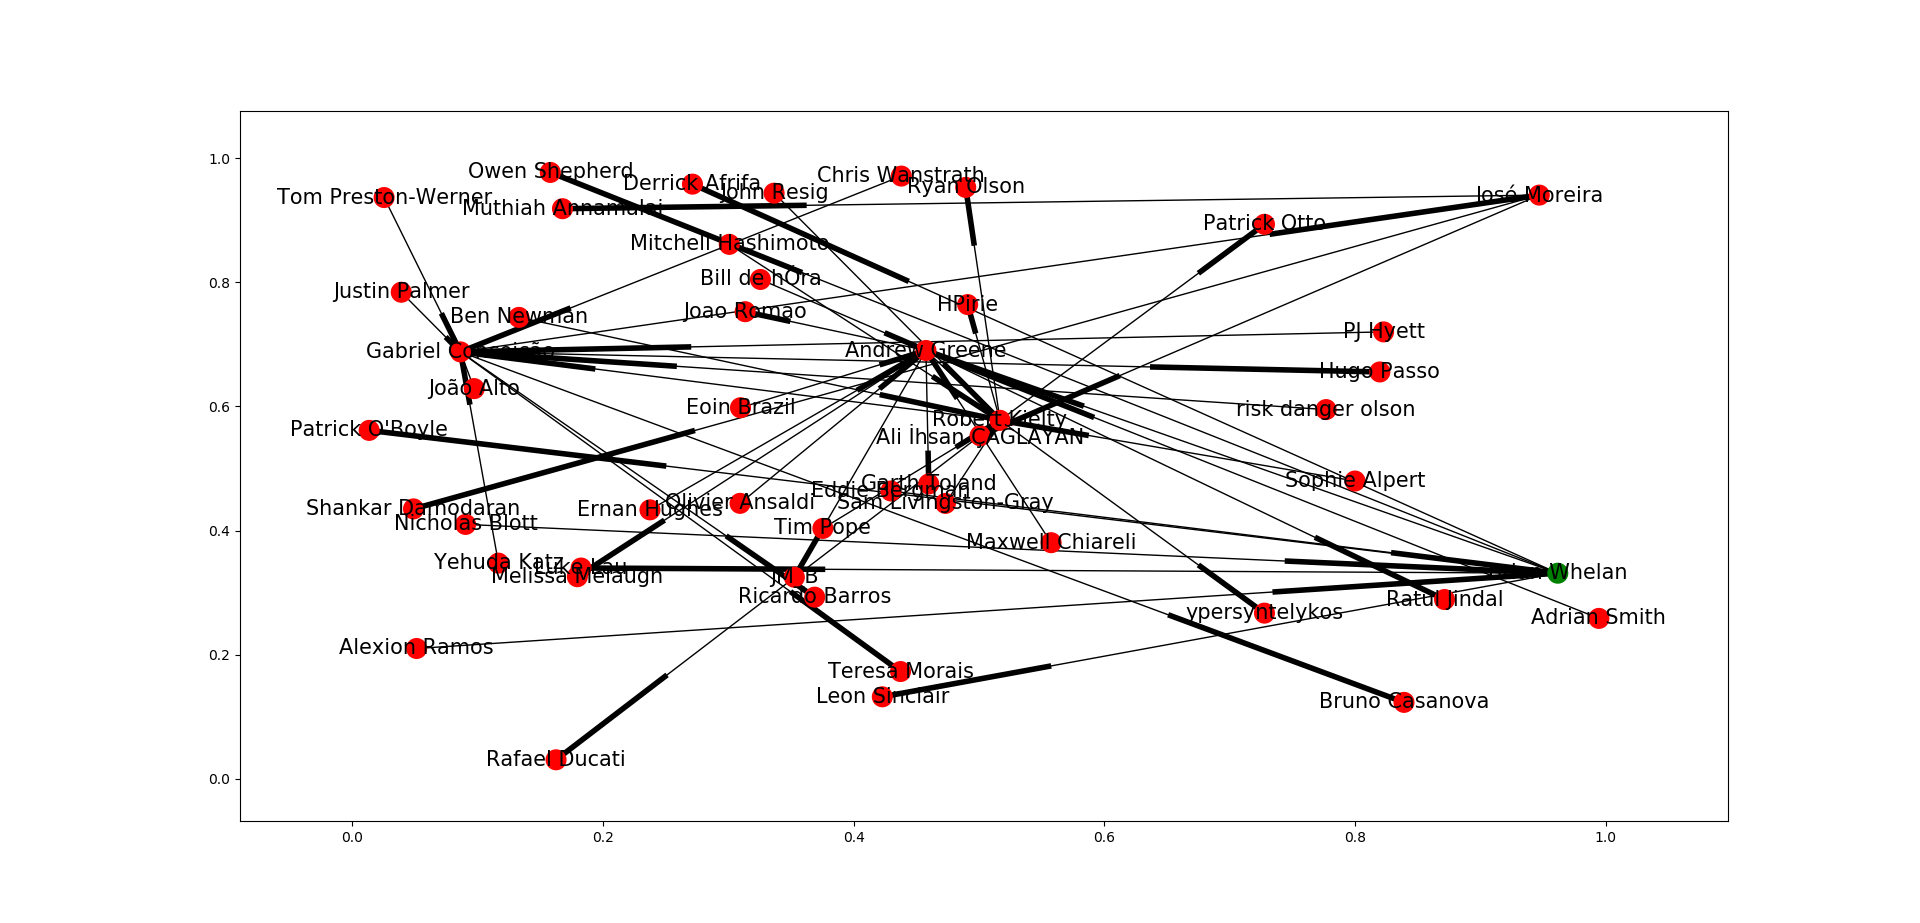 1.0
0.8
0.6
0.4
0.2
0.0
0.0
0.2
0.4
0.6
0.8
1.0
Owen Shepherd
Derrick Afrifa
John Resig
Chris Wanstrath
Ryan Olson
José Moreira
Tom Preston-Werner
Muthiah Annamalai
Patrick Otto
Mitchell Hashimoto
Bill de hÓra
Justin Palmer
Joao Romao
HPirie
Ben Newman
PJ Hyett
Gabriel Conceição
Andrew Greene
Hugo Passo
João Alto
Eoin Brazil
risk danger olson
Robert Kielty
Patrick O'Boyle
Ali İhsan ÇAĞLAYAN
Sophie Alpert
Garth Toland
Eddie Bergman
Shankar Damodaran
Ernan Hughes
Olivier Ansaldi
Sam Livingston-Gray
Nicholas Blott
Tim Pope
Maxwell Chiareli
Yehuda Katz
Luke Lau
Melissa Melaugh
JM B
Whelan
Ricardo Barros
Ratul Jindal
ypersyntelykos
Adrian Smith
Alexion Ramos
Teresa Morais
Leon Sinclair
Bruno Casanova
Rafael Ducati